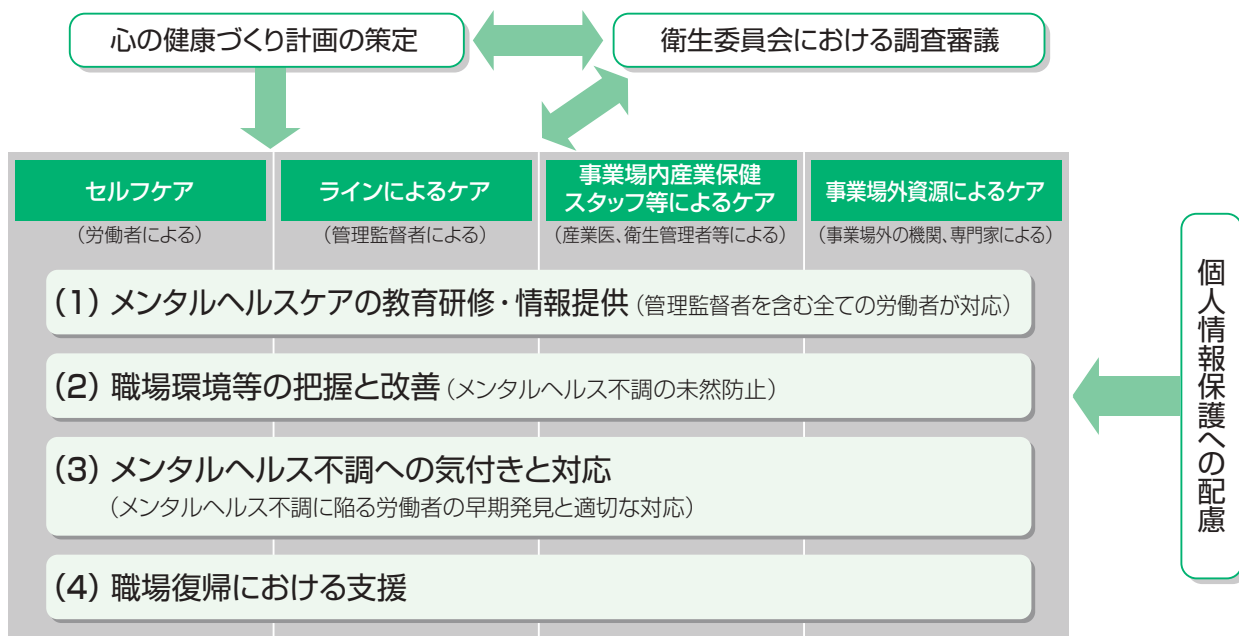 心の健康づくり計画の策定
衛生委員会における調査審議
セルフケア
(労働者による)
ラインによるケア
(管理監督者による)
事業場内産業保健
スタッフ等によるケア
(産業医、衛生管理者等による)
事業場外資源によるケア
(事業場外の機関、専門家による)
(1) メンタルヘルスケアの教育研修・情報提供(管理監督者を含む全ての労働者が対応)
(2) 職場環境等の把握と改善(メンタルヘルス不調の未然防止)
(3) メンタルヘルス不調への気付きと対応
(メンタルヘルス不調に陥る労働者の早期発見と適切な対応)
(4) 職場復帰における支援
個人情報保護への配慮